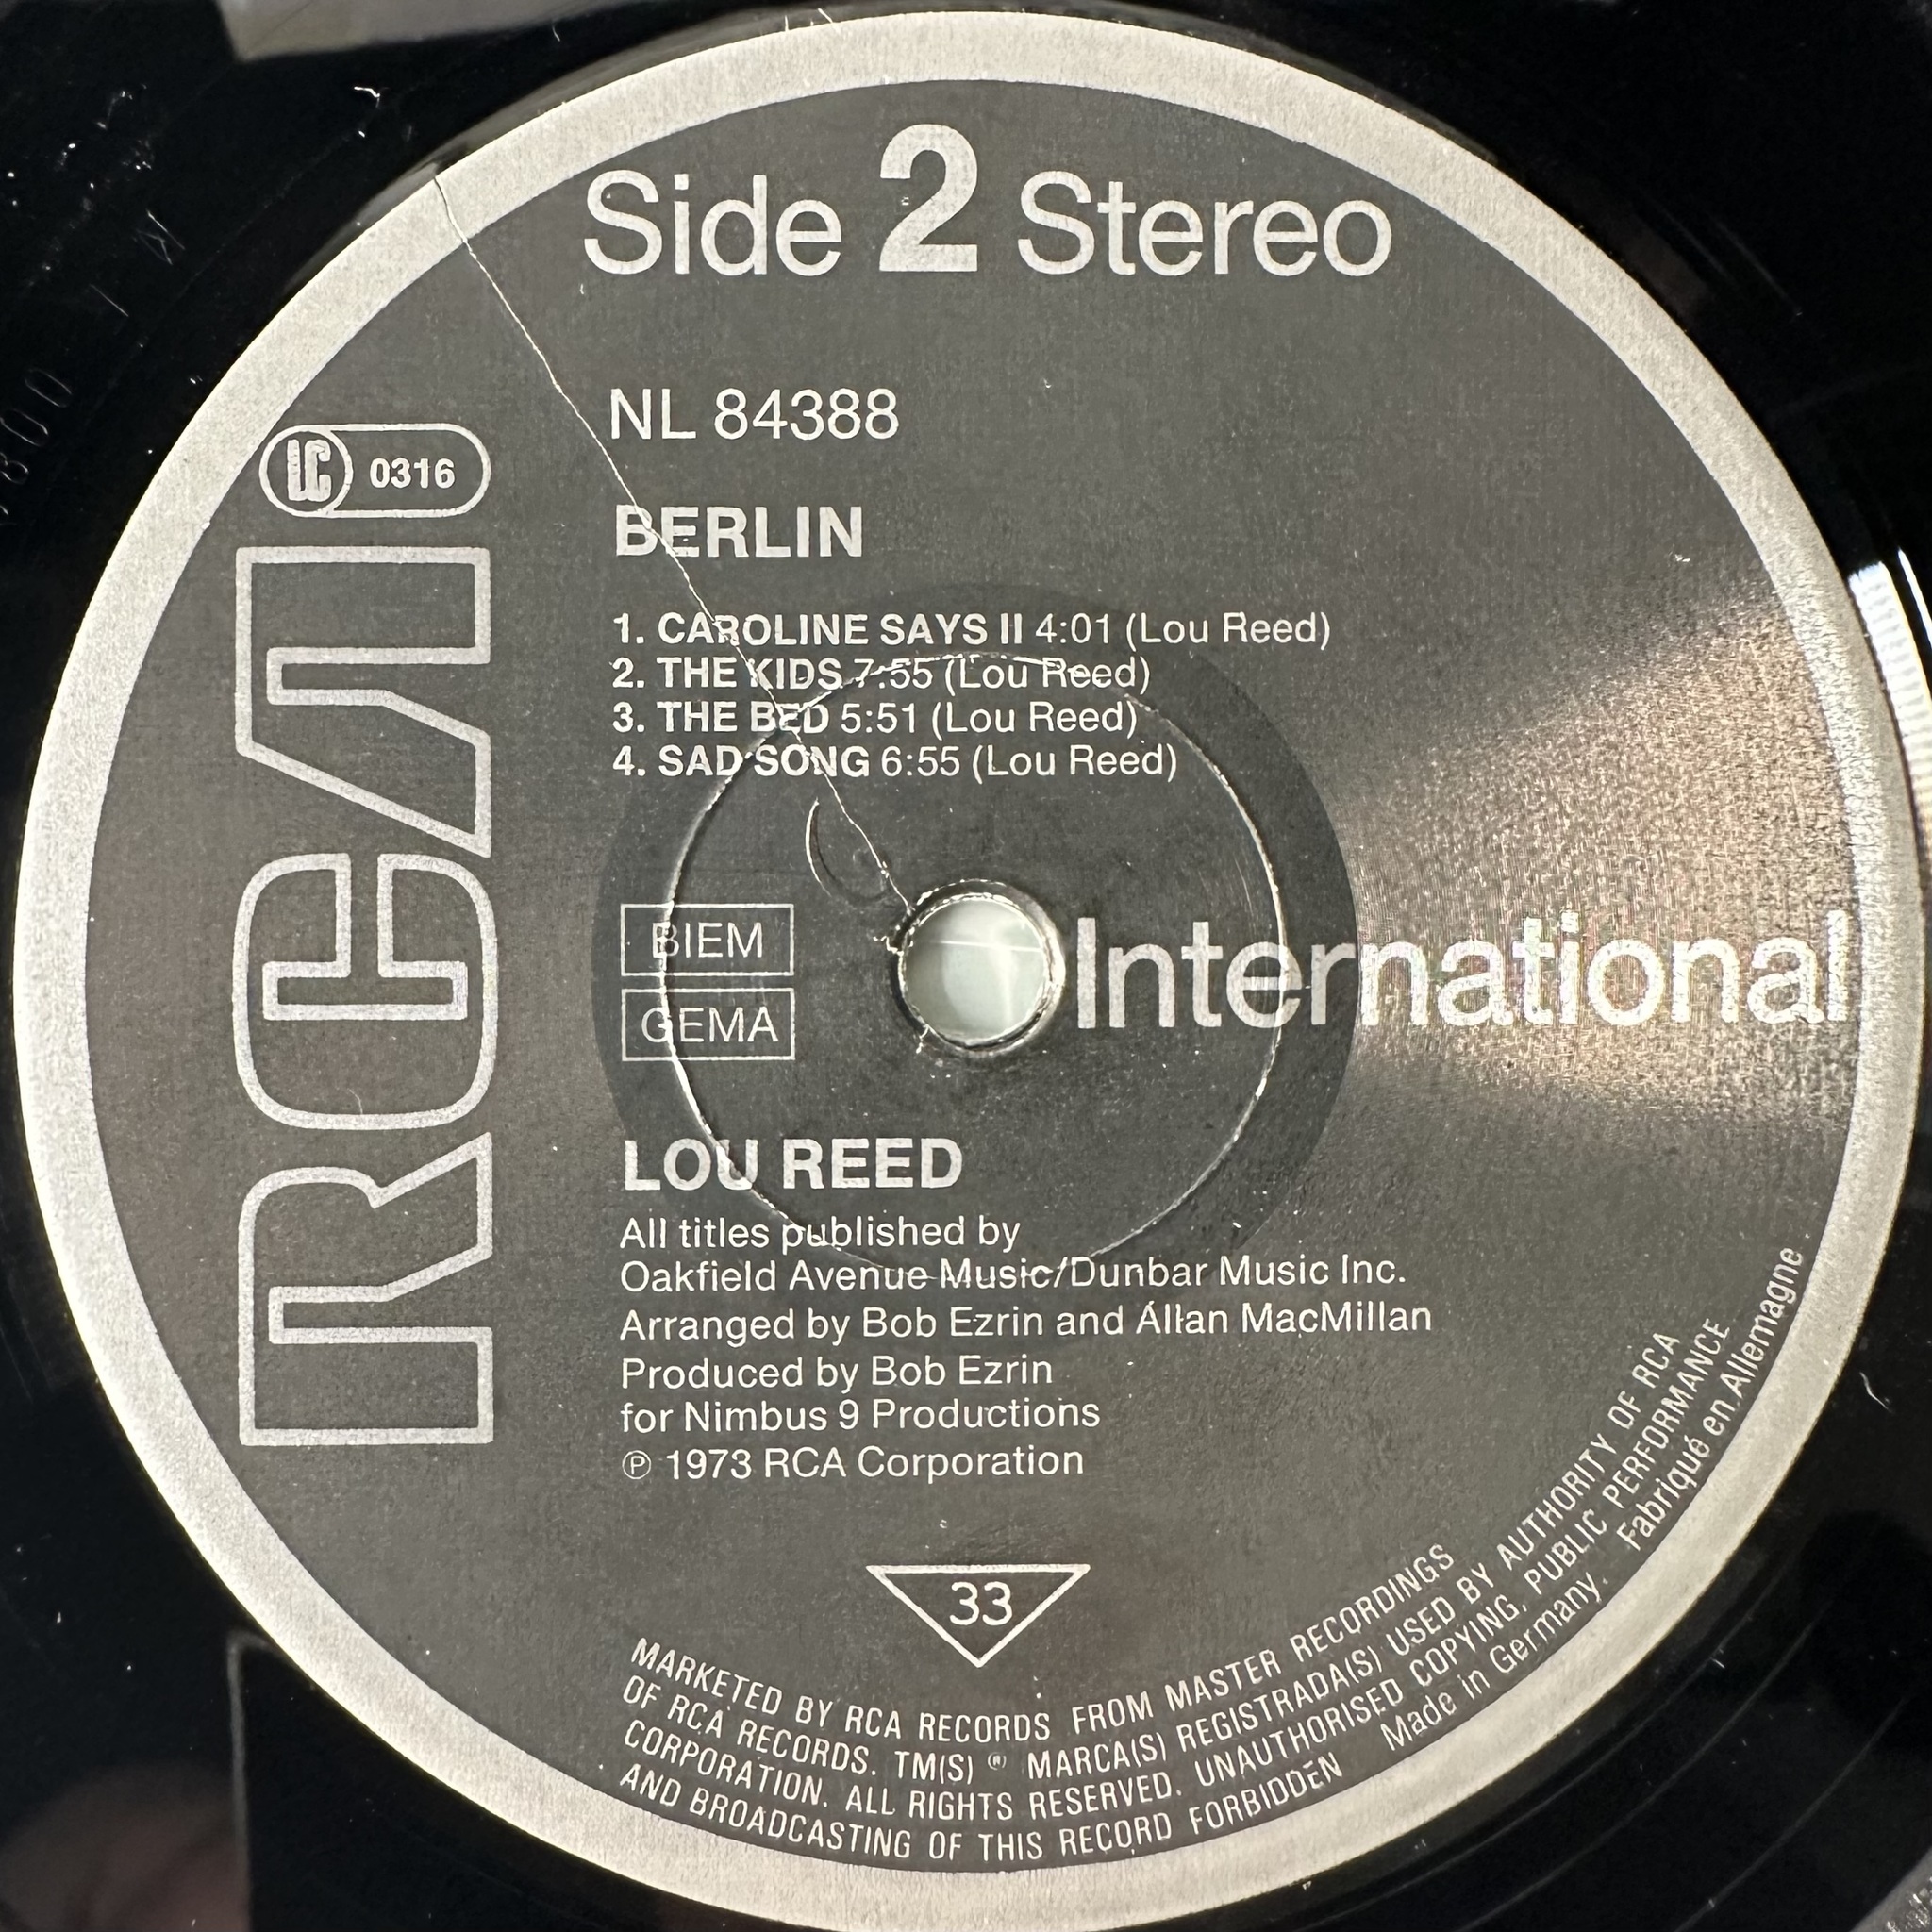 Side 2 Stereo
NL 84388
LC 0316
BERLIN
1. CAROLINE SAYS II 4:01 (Lou Reed)
2. THE KIDS 7:55 (Lou Reed)
3. THE BED 5:51 (Lou Reed)
4. SAD SONG 6:55 (Lou Reed)
RCA
BIEM
GEMA
International
LOU REED
All titles published by
Oakfield Avenue Music/Dunbar Music Inc.
Arranged by Bob Ezrin and Allan MacMillan
Produced by Bob Ezrin
for Nimbus 9 Productions
℗ 1973 RCA Corporation
33
MARKETED BY RCA RECORDS FROM MASTER RECORDINGS
OF RCA RECORDS. TM(S) ® MARCA(S) REGISTRADA(S) USED BY AUTHORITY OF RCA
CORPORATION. ALL RIGHTS RESERVED. UNAUTHORISED COPYING, PUBLIC PERFORMANCE
AND BROADCASTING OF THIS RECORD FORBIDDEN Made in Germany. Fabriqué en Allemagne.